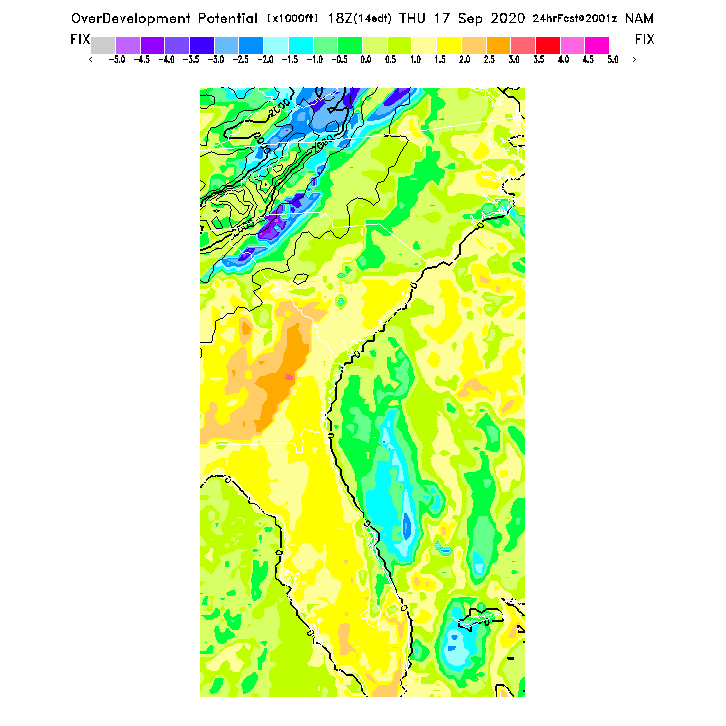 OverDevelopment Potential [x1000ft] 18Z(14edt) THU 17 Sep 2020 24hrFcst@2001z NAM
FIX FIX
< -5.0 -4.5 -4.0 -3.5 -3.0 -2.5 -2.0 -1.5 -1.0 -0.5 0.0 0.5 1.0 1.5 2.0 2.5 3.0 3.5 4.0 4.5 5.0 >
2000